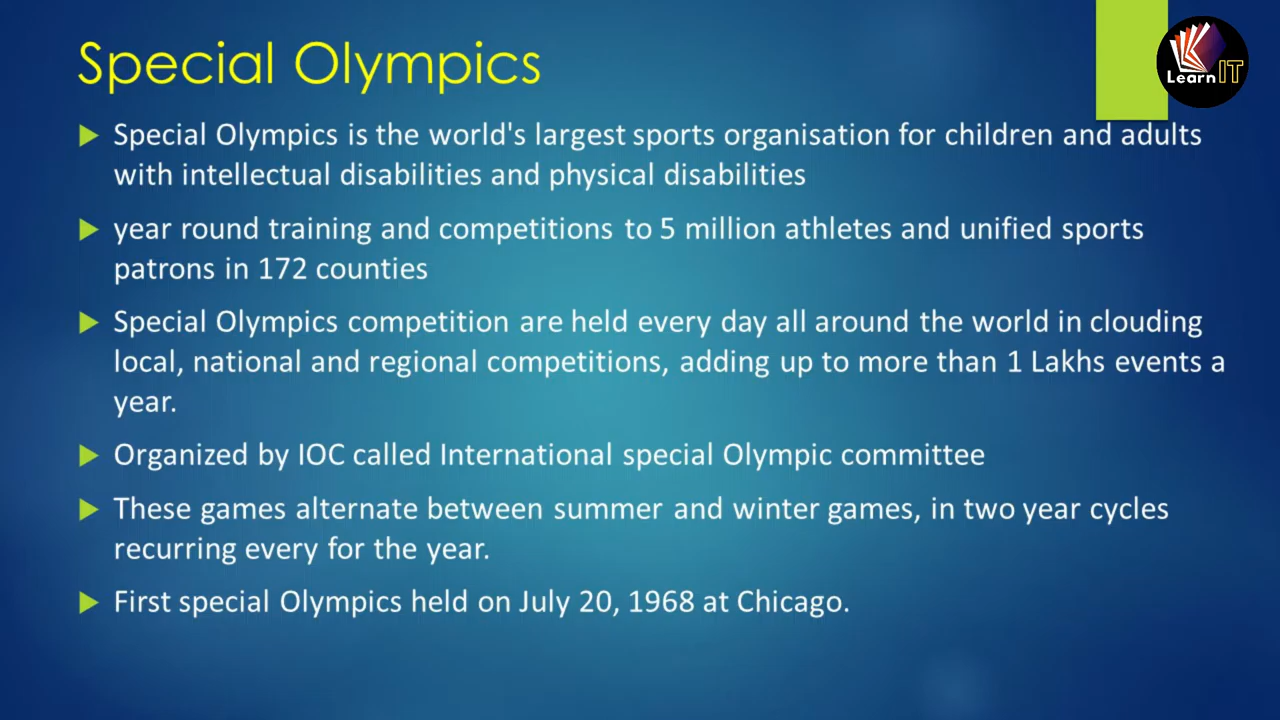 Special Olympics
Learn IT
Special Olympics is the world's largest sports organisation for children and adults
with intellectual disabilities and physical disabilities
year round training and competitions to 5 million athletes and unified sports
patrons in 172 counties
Special Olympics competition are held every day all around the world in clouding
local, national and regional competitions, adding up to more than 1 Lakhs events a
year.
Organized by IOC called International special Olympic committee
These games alternate between summer and winter games, in two year cycles
recurring every for the year.
First special Olympics held on July 20, 1968 at Chicago.